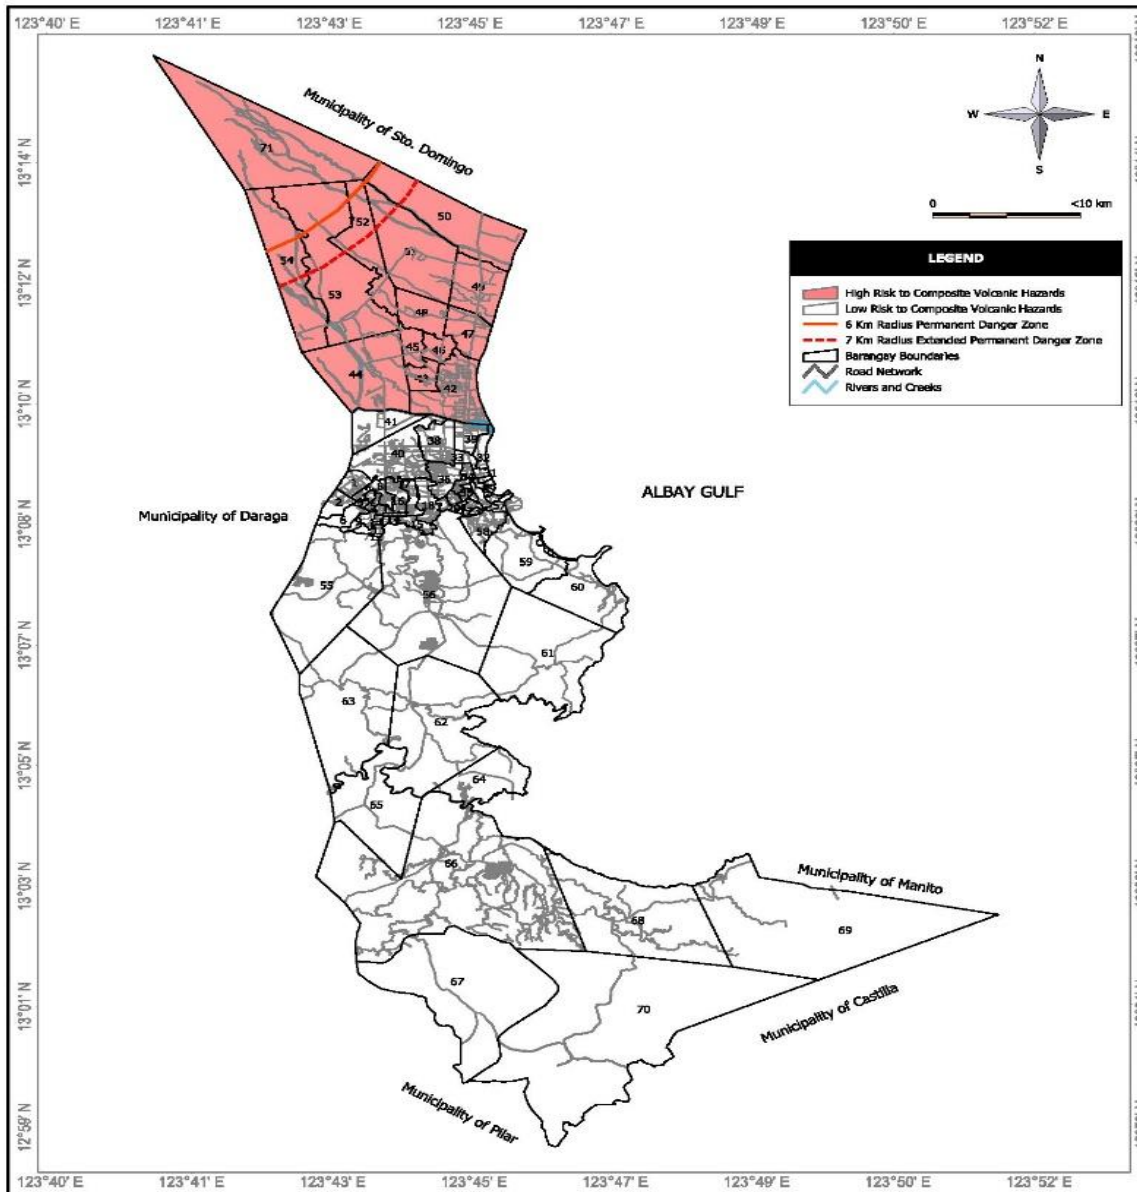 123°40' E 123°41' E 123°43' E 123°45' E 123°47' E 123°49' E 123°50' E 123°52' E
N
W E
S
0 <10 km
LEGEND
High Risk to Composite Volcanic Hazards
Low Risk to Composite Volcanic Hazards
6 Km Radius Permanent Danger Zone
7 Km Radius Extended Permanent Danger Zone
Barangay Boundaries
Road Network
Rivers and Creeks
Municipality of Sto. Domingo
13°14' N
71
50
52
54
13°12' N
53
49
48
47
45
46
44
42
13°10' N
41
38
39
40
33
32
ALBAY GULF
Municipality of Daraga
13°08' N
6
16
58
59
55
56
60
13°07' N
61
63
62
13°05' N
64
65
66
13°03' N
Municipality of Manito
68
69
67
13°01' N
70
Municipality of Castilla
Municipality of Pilar
12°59' N
123°40' E 123°41' E 123°43' E 123°45' E 123°47' E 123°49' E 123°50' E 123°52' E